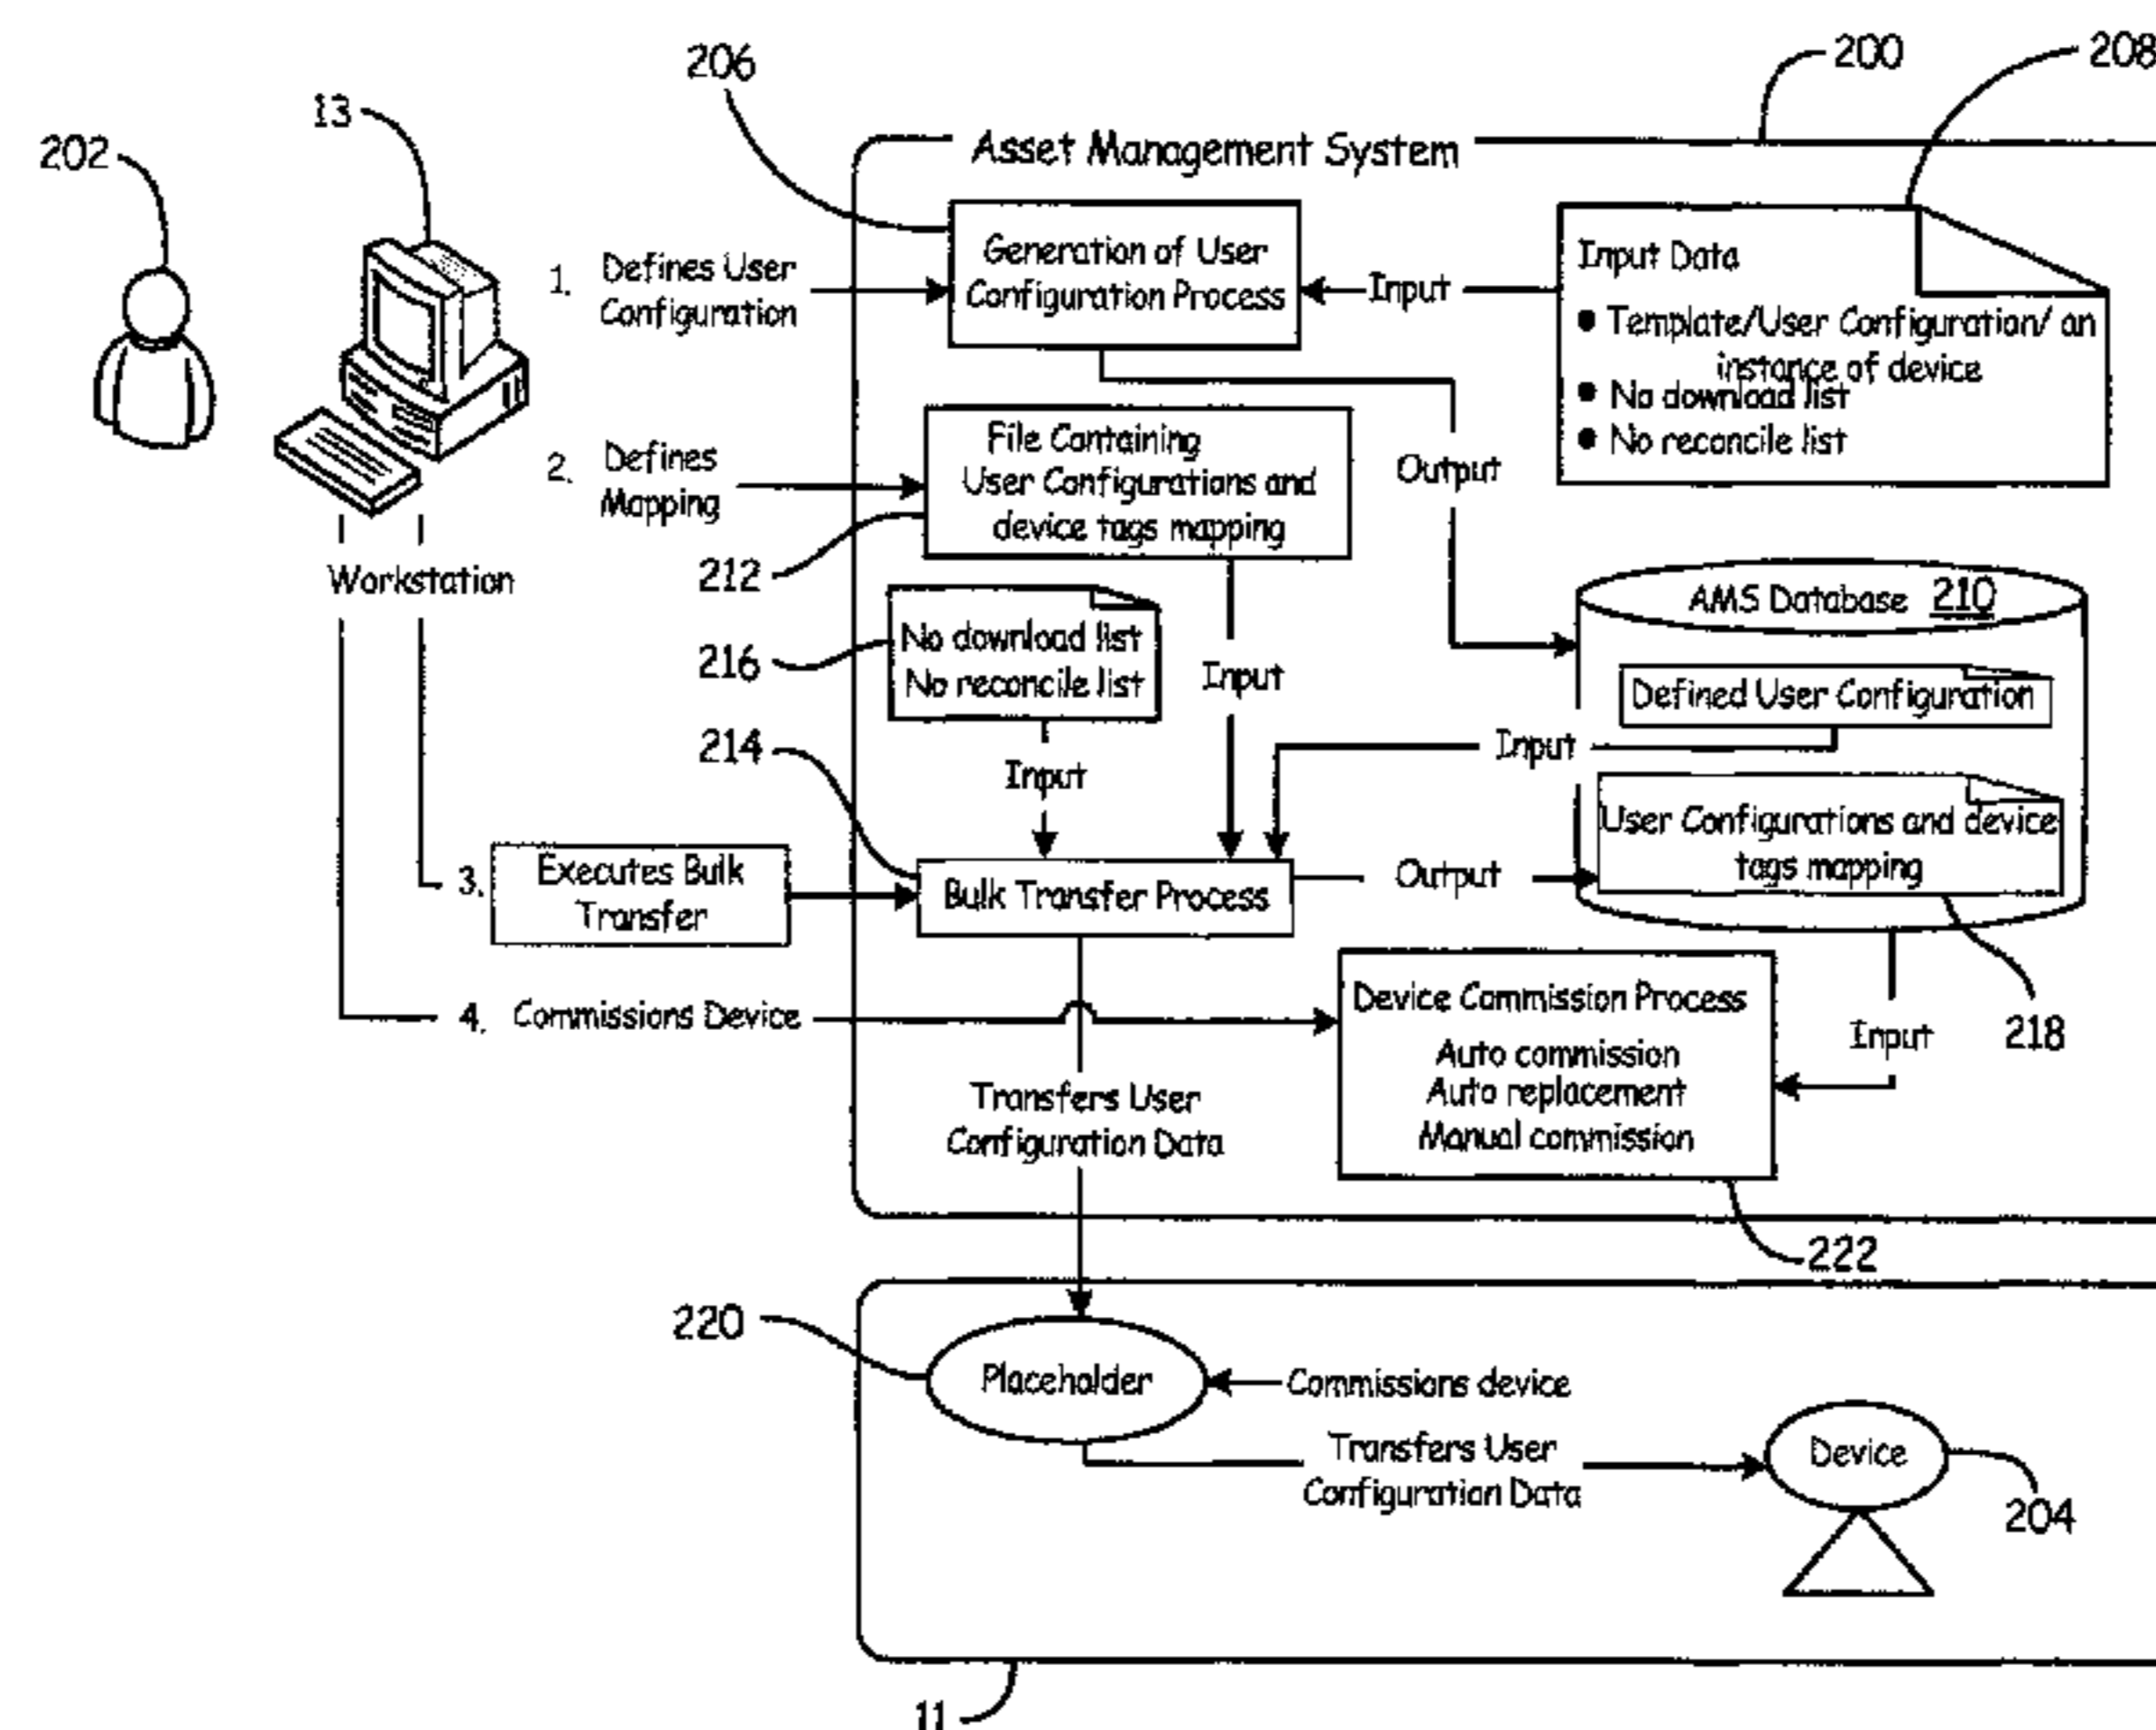 206
200
208
13
202
Asset Management System
1. Defines User
Configuration
Generation of User
Configuration Process
Input
Input Data
● Template/User Configuration/ an
instance of device
● No download list
● No reconcile list
2. Defines
Mapping
File Containing
User Configurations and
device tags mapping
Output
212
Workstation
AMS Database 210
216
No download list
No reconcile list
Input
Defined User Configuration
214
Input
Input
User Configurations and device
tags mapping
3. Executes Bulk
Transfer
Bulk Transfer Process
Output
4. Commissions Device
Device Commission Process
Auto commission
Auto replacement
Manual commission
Input
218
Transfers User
Configuration Data
222
220
Placeholder
Commissions device
Transfers User
Configuration Data
Device
204
11